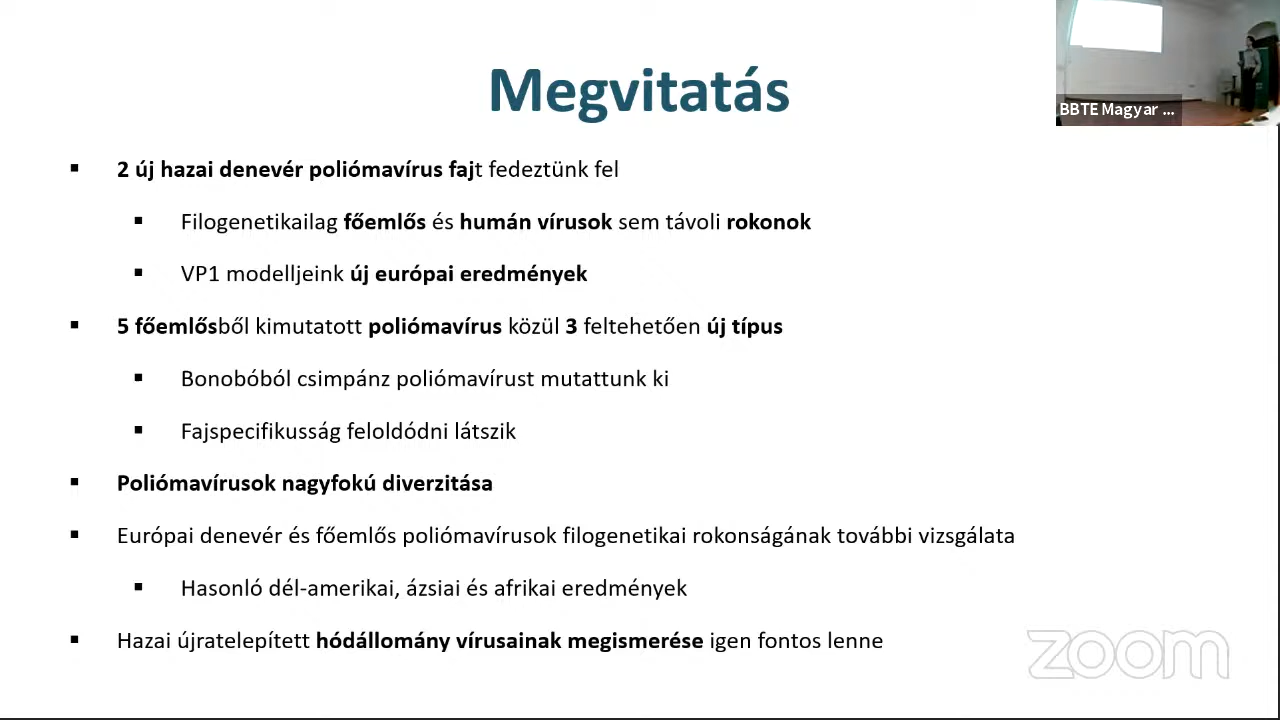 Megvitatás
BBTE Magyar ...
▪ 2 új hazai denevér poliómavírus fajt fedeztünk fel
▪ Filogenetikailag főemlős és humán vírusok sem távoli rokonok
▪ VP1 modelljeink új európai eredmények
▪ 5 főemlősből kimutatott poliómavírus közül 3 feltehetően új típus
▪ Bonobóból csimpánz poliómavírust mutattunk ki
▪ Fajspecifikusság feloldódni látszik
▪ Poliómavírusok nagyfokú diverzitása
▪ Európai denevér és főemlős poliómavírusok filogenetikai rokonságának további vizsgálata
▪ Hasonló dél-amerikai, ázsiai és afrikai eredmények
▪ Hazai újratelepített hódállomány vírusainak megismerése igen fontos lenne
zoom